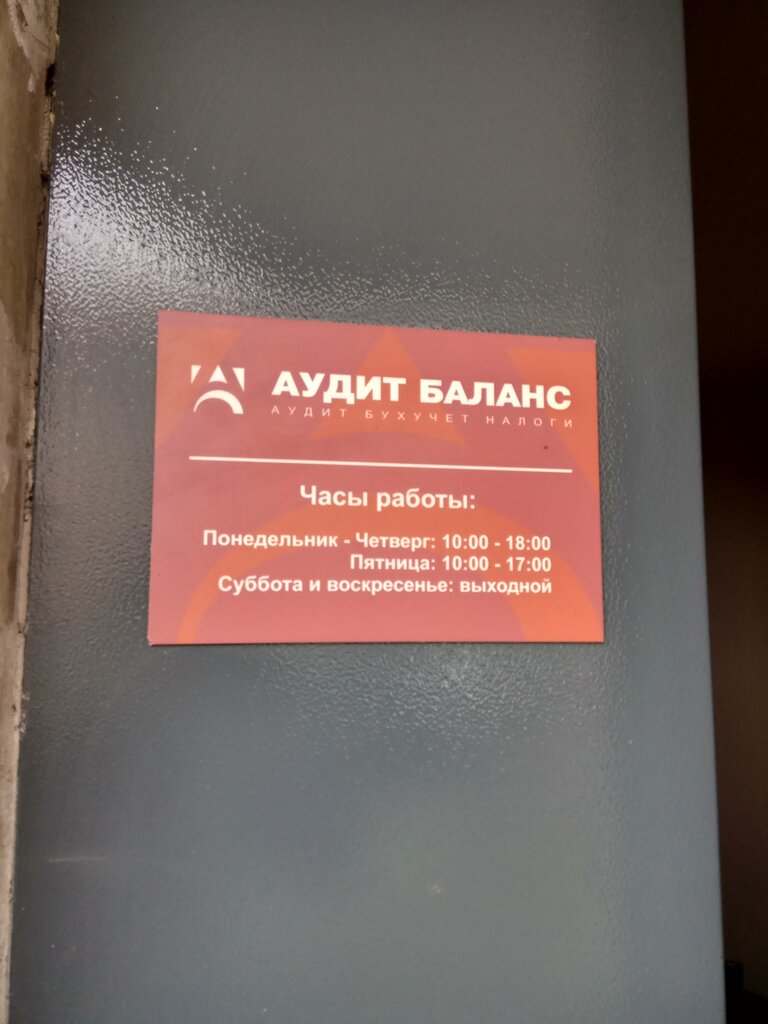 АУДИТ БАЛАНС
АУДИТ БУХУЧЕТ НАЛОГИ
Часы работы:
Понедельник - Четверг: 10:00 - 18:00
Пятница: 10:00 - 17:00
Суббота и воскресенье: выходной